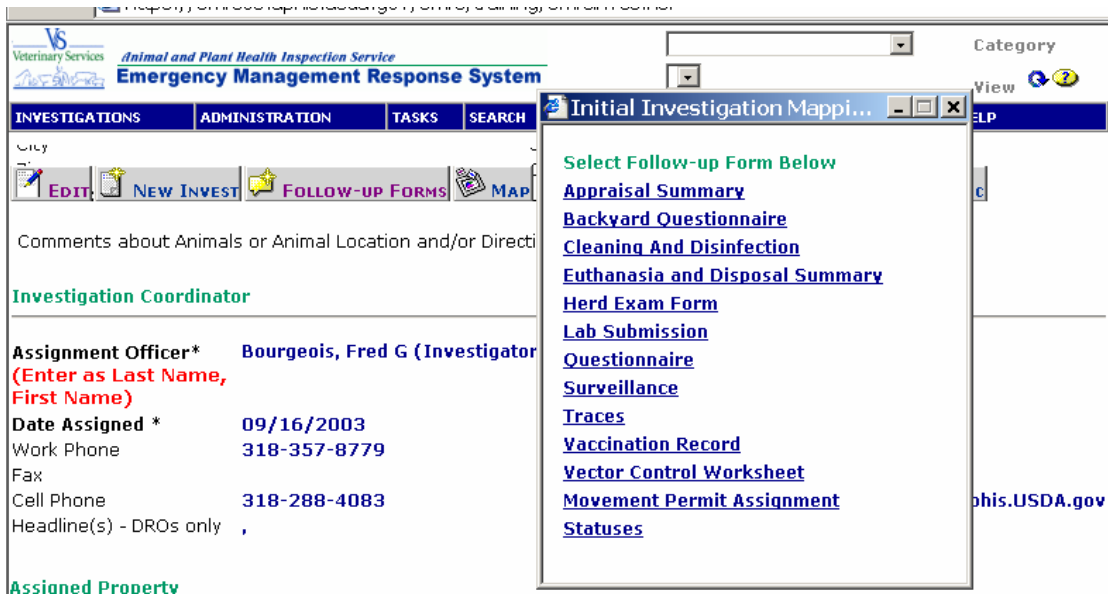 VS
Veterinary Services
Animal and Plant Health Inspection Service
Emergency Management Response System
Category
View
INVESTIGATIONS ADMINISTRATION TASKS SEARCH ELP
City
EDIT NEW INVEST FOLLOW-UP FORMS MAP C
Comments about Animals or Animal Location and/or Directi
Investigation Coordinator
Assignment Officer* Bourgeois, Fred G (Investigator
(Enter as Last Name,
First Name)
Date Assigned * 09/16/2003
Work Phone 318-357-8779
Fax
Cell Phone 318-288-4083 phis.USDA.gov
Headline(s) - DROs only ,
Assigned Property
Initial Investigation Mappi...
Select Follow-up Form Below
Appraisal Summary
Backyard Questionnaire
Cleaning And Disinfection
Euthanasia and Disposal Summary
Herd Exam Form
Lab Submission
Questionnaire
Surveillance
Traces
Vaccination Record
Vector Control Worksheet
Movement Permit Assignment
Statuses